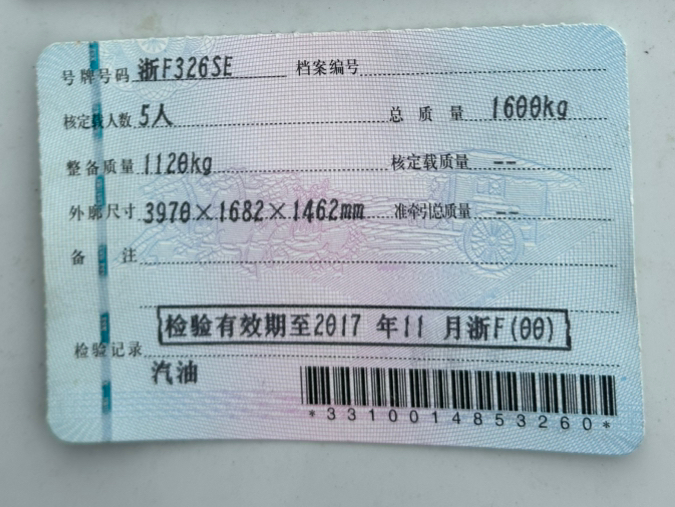 号牌号码 浙F326SE 档案编号
核定载人数 5人 总质量 1600kg
整备质量 1120kg 核定载质量 --
外廓尺寸 3970×1682×1462mm 准牵引总质量 --
备注
检验有效期至2017 年11 月浙F(00)
检验记录
汽油
*3310014853260*